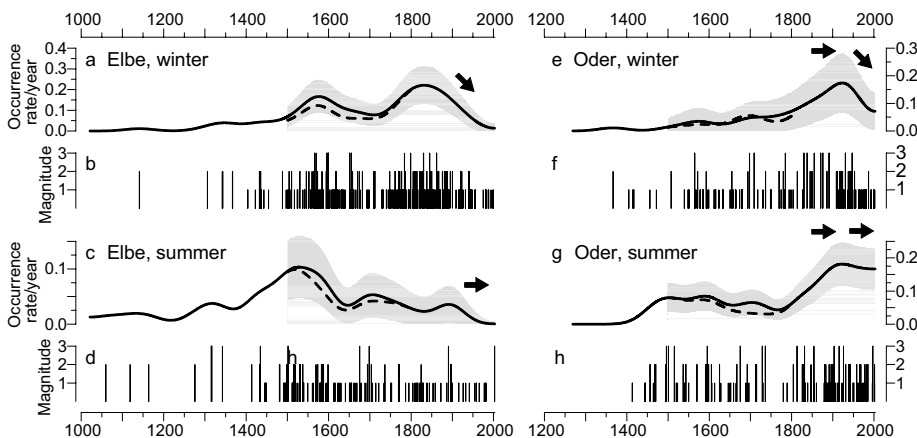 1000 1200 1400 1600 1800 2000 1200 1400 1600 1800 2000
Occurrence rate/year
0.4 0.3 0.2 0.1 0.0
a Elbe, winter
e Oder, winter
0.3 0.2 0.1 0.0
Magnitude
3 2 1
b
f
3 2 1
Occurrence rate/year
0.1 0.0
c Elbe, summer
g Oder, summer
0.2 0.1 0.0
Magnitude
3 2 1
d
h
h
3 2 1
1000 1200 1400 1600 1800 2000 1200 1400 1600 1800 2000